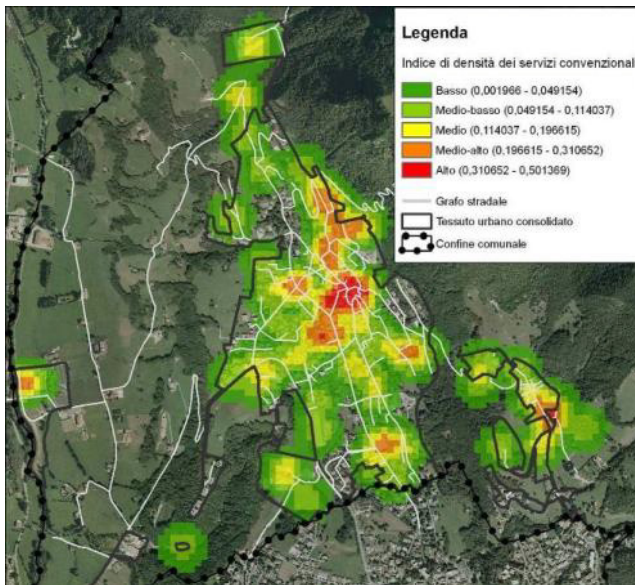 Legenda
Indice di densità dei servizi convenzional
Basso (0,001966 - 0,049154)
Medio-basso (0,049154 - 0,114037)
Medio (0,114037 - 0,196615)
Medio-alto (0,196615 - 0,310652)
Alto (0,310652 - 0,501369)
Grafo stradale
Tessuto urbano consolidato
Confine comunale